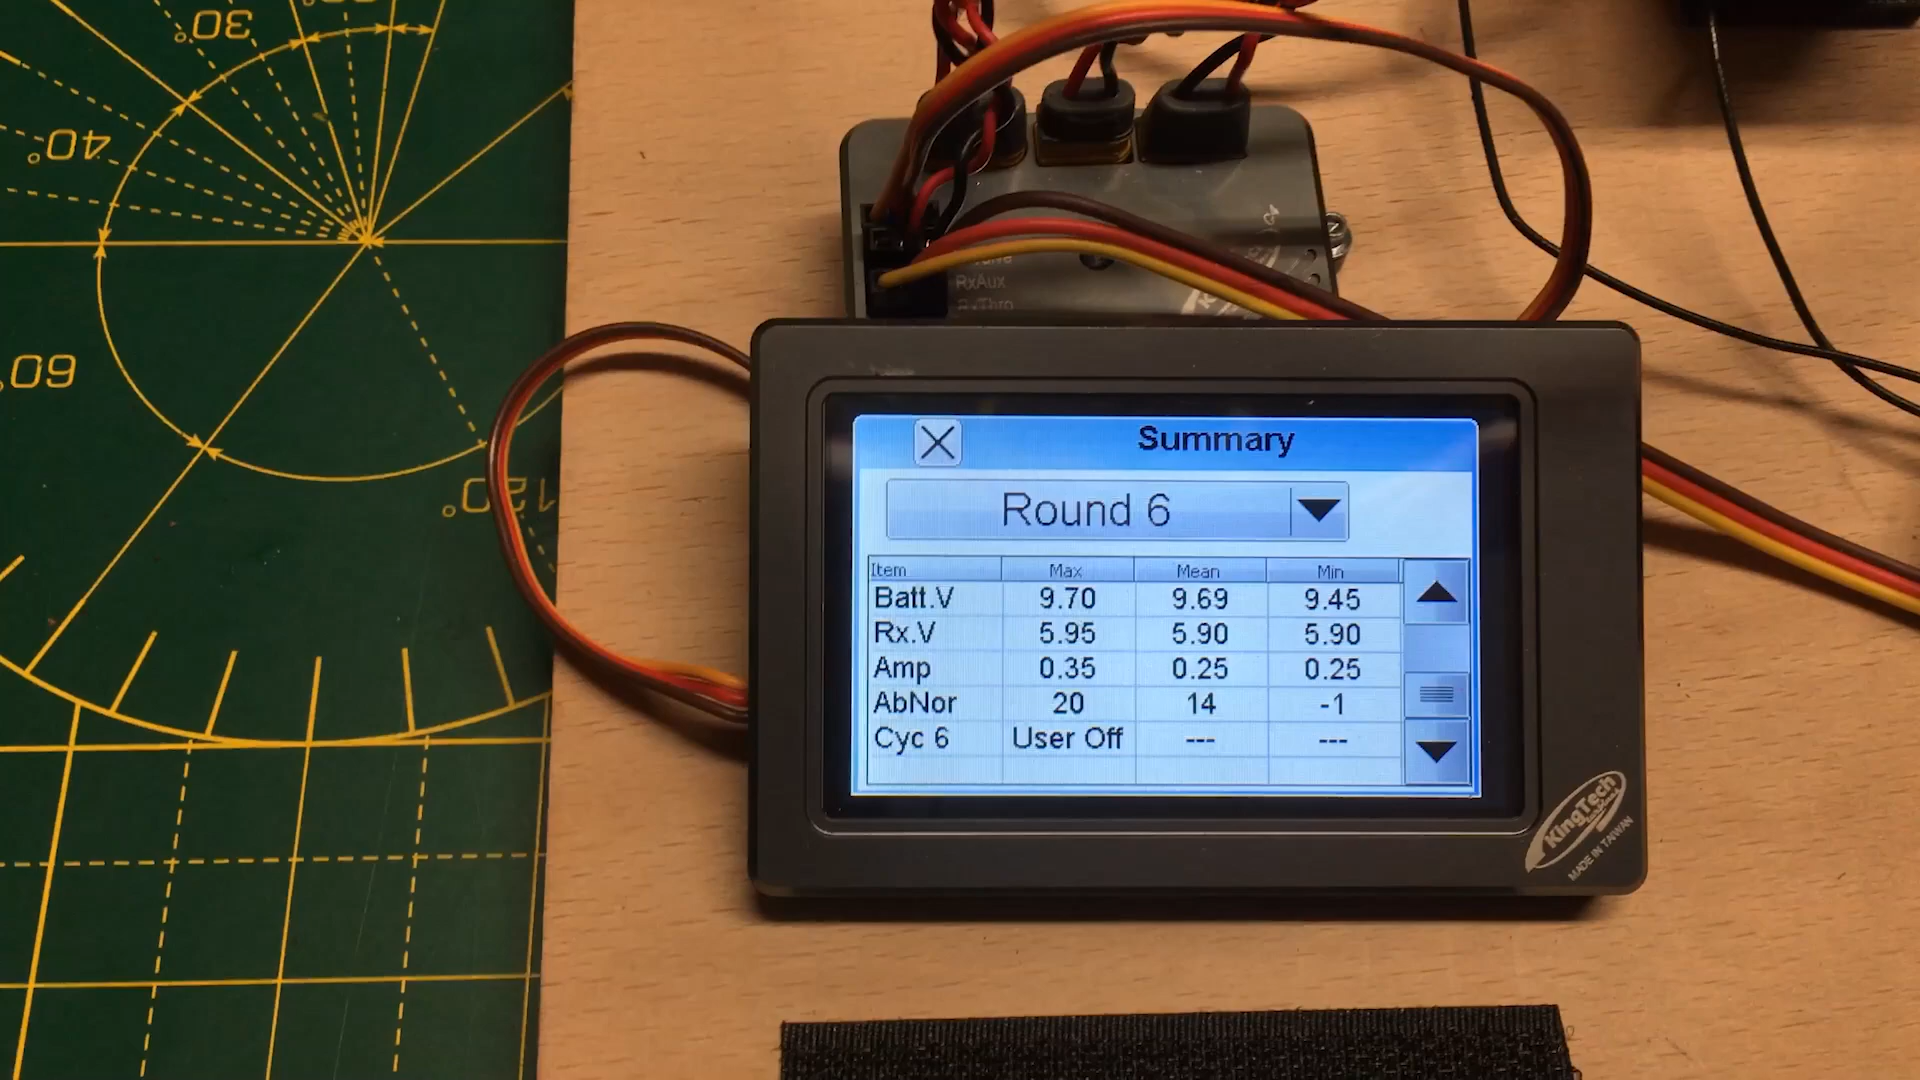 30°
40°
60°
120°
RxAux
RxThro
Summary
Round 6
Item Max Mean Min
Batt.V 9.70 9.69 9.45
Rx.V 5.95 5.90 5.90
Amp 0.35 0.25 0.25
AbNor 20 14 -1
Cyc 6 User Off --- ---
KingTech
MADE IN TAIWAN